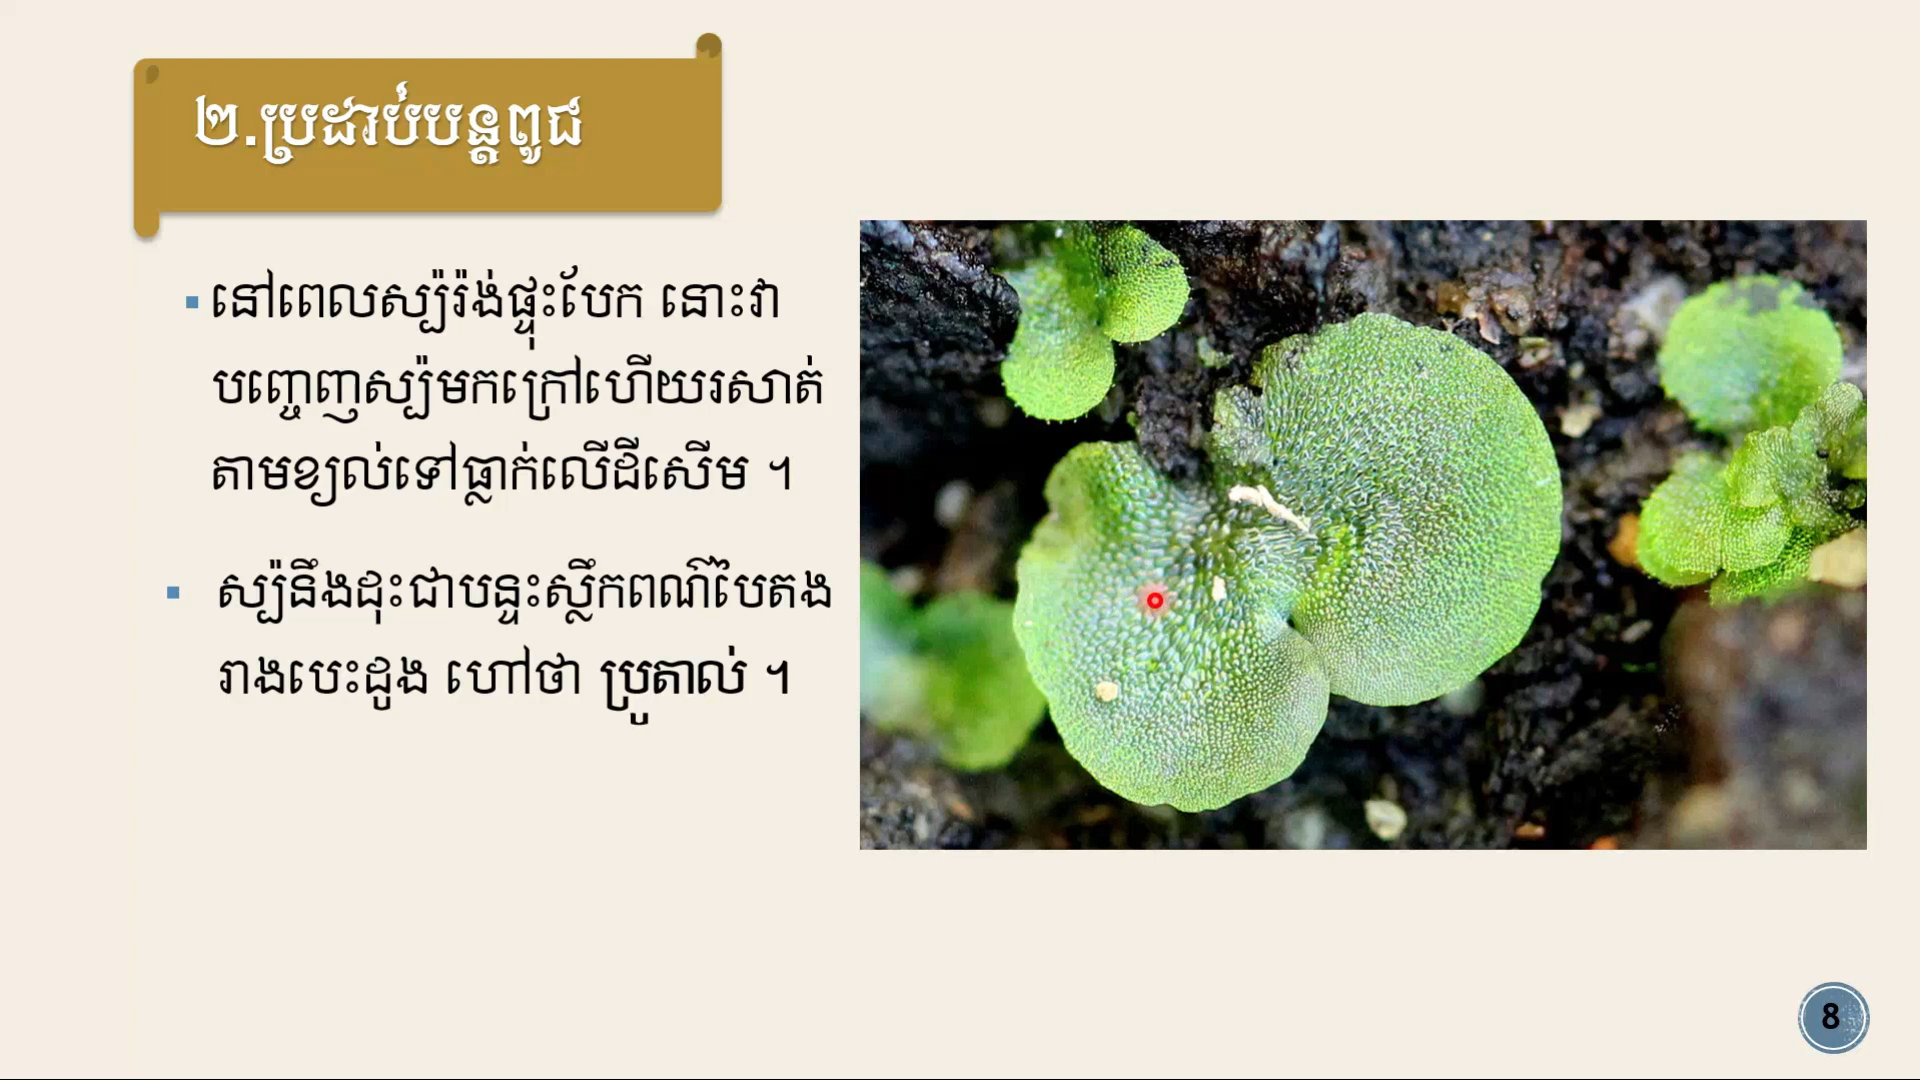 ២.ប្រដាប់បន្តពូជ
នៅពេលស្ប៉រ៉ង់ផ្ទុះបែក នោះវា
បញ្ចេញស្ប៉មកក្រៅហើយរសាត់
តាមខ្យល់ទៅធ្លាក់លើដីសើម ។
ស្ប៉នឹងដុះជាបន្ទះស្លឹកពណ៌បៃតង
រាងបេះដូង ហៅថា ប្រូតាល់ ។
8